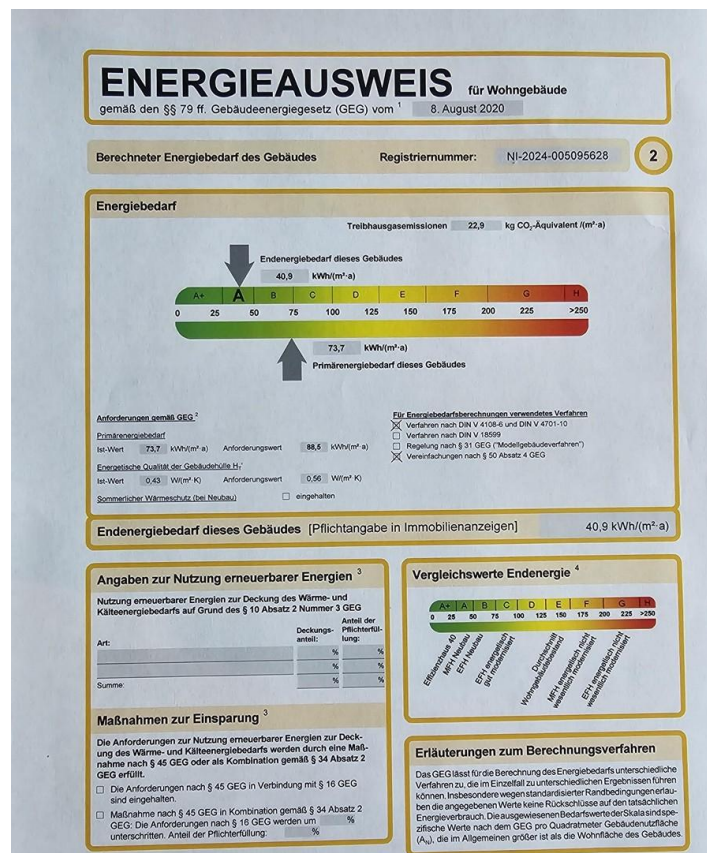 ENERGIEAUSWEIS für Wohngebäude
gemäß den §§ 79 ff. Gebäudeenergiegesetz (GEG) vom ¹ 8. August 2020
Berechneter Energiebedarf des Gebäudes Registriernummer: NI-2024-005095628 2
Energiebedarf
Treibhausgasemissionen 22,9 kg CO₂-Äquivalent /(m²·a)
Endenergiebedarf dieses Gebäudes
40,9 kWh/(m²·a)
A+ A B C D E F G H
0 25 50 75 100 125 150 175 200 225 >250
73,7 kWh/(m²·a)
Primärenergiebedarf dieses Gebäudes
Anforderungen gemäß GEG ²
Primärenergiebedarf
Ist-Wert 73,7 kWh/(m²·a) Anforderungswert 88,5 kWh/(m²·a)
Energetische Qualität der Gebäudehülle H_T'
Ist-Wert 0,43 W/(m²·K) Anforderungswert 0,56 W/(m²·K)
Sommerlicher Wärmeschutz (bei Neubau) ☐ eingehalten
Für Energiebedarfsberechnungen verwendetes Verfahren
☒ Verfahren nach DIN V 4108-6 und DIN V 4701-10
☐ Verfahren nach DIN V 18599
☐ Regelung nach § 31 GEG ("Modellgebäudeverfahren")
☒ Vereinfachungen nach § 50 Absatz 4 GEG
Endenergiebedarf dieses Gebäudes [Pflichtangabe in Immobilienanzeigen] 40,9 kWh/(m²·a)
Angaben zur Nutzung erneuerbarer Energien ³
Nutzung erneuerbarer Energien zur Deckung des Wärme- und
Kälteenergiebedarfs auf Grund des § 10 Absatz 2 Nummer 3 GEG
Art:
Deckungs-
anteil:
Anteil der
Pflichterfül-
lung:
% %
% %
Summe: % %
Maßnahmen zur Einsparung ³
Die Anforderungen zur Nutzung erneuerbarer Energien zur Deck-
ung des Wärme- und Kälteenergiebedarfs werden durch eine Maß-
nahme nach § 45 GEG oder als Kombination gemäß § 34 Absatz 2
GEG erfüllt.
☐ Die Anforderungen nach § 45 GEG in Verbindung mit § 16 GEG
sind eingehalten.
☐ Maßnahme nach § 45 GEG in Kombination gemäß § 34 Absatz 2
GEG: Die Anforderungen nach § 16 GEG werden um %
unterschritten. Anteil der Pflichterfüllung: %
Vergleichswerte Endenergie ⁴
A+ A B C D E F G H
0 25 50 75 100 125 150 175 200 225 >250
Effizienzhaus 40
MFH Neubau
EFH Neubau
EFH energetisch
gut modernisiert
Durchschnitt
Wohngebäudebestand
MFH energetisch nicht
wesentlich modernisiert
EFH energetisch nicht
wesentlich modernisiert
Erläuterungen zum Berechnungsverfahren
Das GEG lässt für die Berechnung des Energiebedarfs unterschiedliche
Verfahren zu, die im Einzelfall zu unterschiedlichen Ergebnissen führen
können. Insbesondere wegen standardisierter Randbedingungen erlau-
ben die angegebenen Werte keine Rückschlüsse auf den tatsächlichen
Energieverbrauch. Die ausgewiesenen Bedarfswerte der Skala sind spe-
zifische Werte nach dem GEG pro Quadratmeter Gebäudenutzfläche
(A_N), die im Allgemeinen größer ist als die Wohnfläche des Gebäudes.